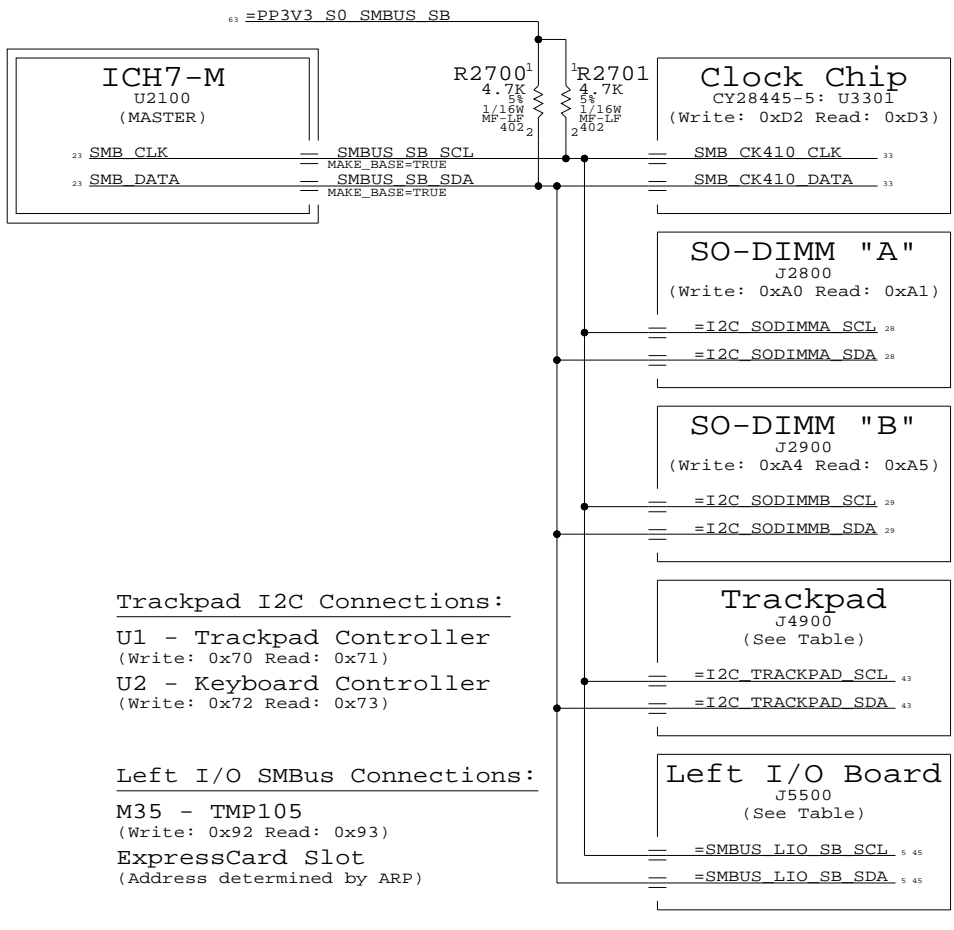 63 =PP3V3_S0_SMBUS_SB
ICH7-M
U2100
(MASTER)
23 SMB_CLK
23 SMB_DATA
SMBUS_SB_SCL
MAKE_BASE=TRUE
SMBUS_SB_SDA
MAKE_BASE=TRUE
R2700
4.7K
5%
1/16W
MF-LF
402
1
2
R2701
4.7K
5%
1/16W
MF-LF
402
1
2
Clock Chip
CY28445-5: U3301
(Write: 0xD2 Read: 0xD3)
SMB_CK410_CLK 33
SMB_CK410_DATA 33
SO-DIMM "A"
J2800
(Write: 0xA0 Read: 0xA1)
=I2C_SODIMMA_SCL 28
=I2C_SODIMMA_SDA 28
SO-DIMM "B"
J2900
(Write: 0xA4 Read: 0xA5)
=I2C_SODIMMB_SCL 29
=I2C_SODIMMB_SDA 29
Trackpad I2C Connections:
U1 - Trackpad Controller
(Write: 0x70 Read: 0x71)
U2 - Keyboard Controller
(Write: 0x72 Read: 0x73)
Trackpad
J4900
(See Table)
=I2C_TRACKPAD_SCL 43
=I2C_TRACKPAD_SDA 43
Left I/O SMBus Connections:
M35 - TMP105
(Write: 0x92 Read: 0x93)
ExpressCard Slot
(Address determined by ARP)
Left I/O Board
J5500
(See Table)
=SMBUS_LIO_SB_SCL 5 45
=SMBUS_LIO_SB_SDA 5 45